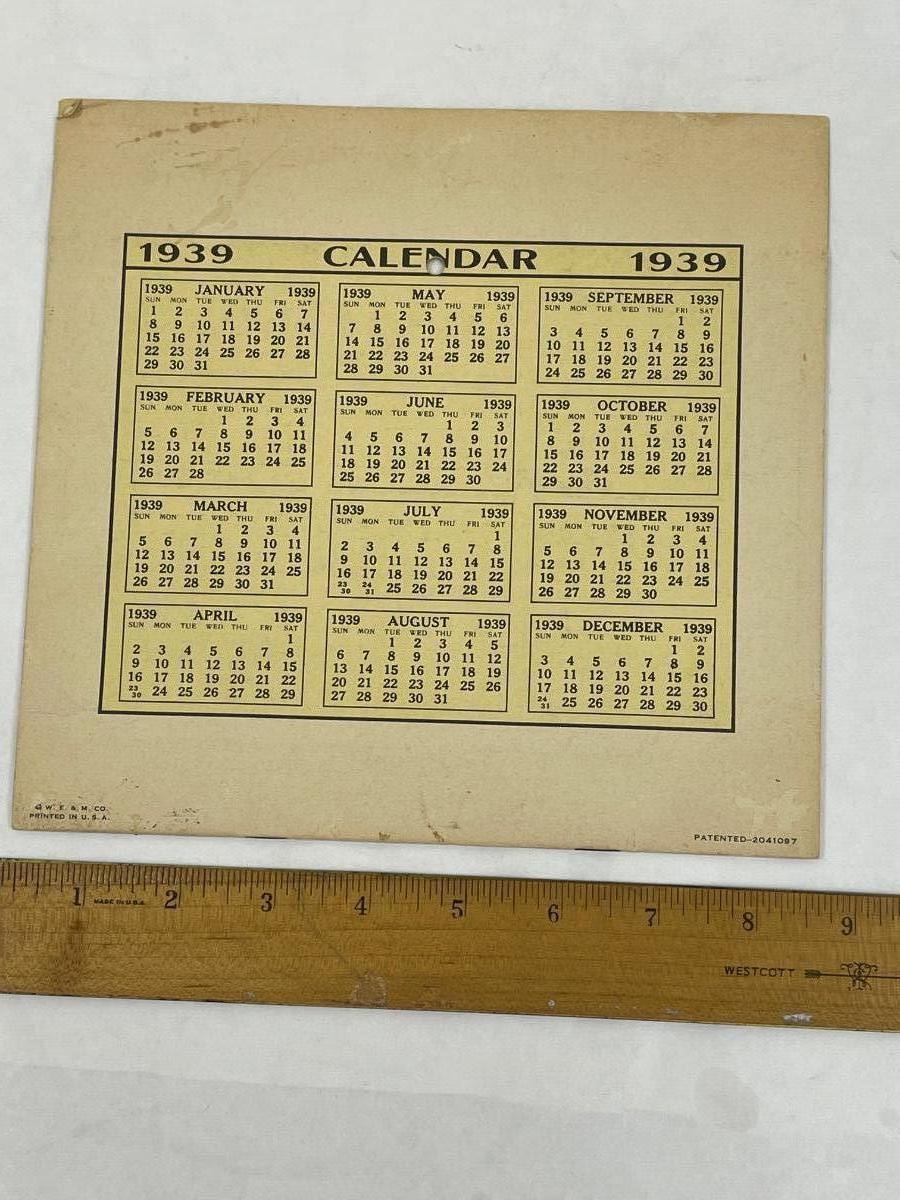 1939 CALENDAR 1939
1939 JANUARY 1939
SUN MON TUE WED THU FRI SAT
1 2 3 4 5 6 7
8 9 10 11 12 13 14
15 16 17 18 19 20 21
22 23 24 25 26 27 28
29 30 31
1939 FEBRUARY 1939
SUN MON TUE WED THU FRI SAT
1 2 3 4
5 6 7 8 9 10 11
12 13 14 15 16 17 18
19 20 21 22 23 24 25
26 27 28
1939 MARCH 1939
SUN MON TUE WED THU FRI SAT
1 2 3 4
5 6 7 8 9 10 11
12 13 14 15 16 17 18
19 20 21 22 23 24 25
26 27 28 29 30 31
1939 APRIL 1939
SUN MON TUE WED THU FRI SAT
1
2 3 4 5 6 7 8
9 10 11 12 13 14 15
16 17 18 19 20 21 22
23/30 24 25 26 27 28 29
1939 MAY 1939
SUN MON TUE WED THU FRI SAT
1 2 3 4 5 6
7 8 9 10 11 12 13
14 15 16 17 18 19 20
21 22 23 24 25 26 27
28 29 30 31
1939 JUNE 1939
SUN MON TUE WED THU FRI SAT
1 2 3
4 5 6 7 8 9 10
11 12 13 14 15 16 17
18 19 20 21 22 23 24
25 26 27 28 29 30
1939 JULY 1939
SUN MON TUE WED THU FRI SAT
1
2 3 4 5 6 7 8
9 10 11 12 13 14 15
16 17 18 19 20 21 22
23/30 24/31 25 26 27 28 29
1939 AUGUST 1939
SUN MON TUE WED THU FRI SAT
1 2 3 4 5
6 7 8 9 10 11 12
13 14 15 16 17 18 19
20 21 22 23 24 25 26
27 28 29 30 31
1939 SEPTEMBER 1939
SUN MON TUE WED THU FRI SAT
1 2
3 4 5 6 7 8 9
10 11 12 13 14 15 16
17 18 19 20 21 22 23
24 25 26 27 28 29 30
1939 OCTOBER 1939
SUN MON TUE WED THU FRI SAT
1 2 3 4 5 6 7
8 9 10 11 12 13 14
15 16 17 18 19 20 21
22 23 24 25 26 27 28
29 30 31
1939 NOVEMBER 1939
SUN MON TUE WED THU FRI SAT
1 2 3 4
5 6 7 8 9 10 11
12 13 14 15 16 17 18
19 20 21 22 23 24 25
26 27 28 29 30
1939 DECEMBER 1939
SUN MON TUE WED THU FRI SAT
1 2
3 4 5 6 7 8 9
10 11 12 13 14 15 16
17 18 19 20 21 22 23
24/31 25 26 27 28 29 30
& M. CO.
PRINTED IN U.S.A.
PATENTED—2041097
1 2 3 4 5 6 7 8 9
MADE IN U.S.A.
WESTCOTT